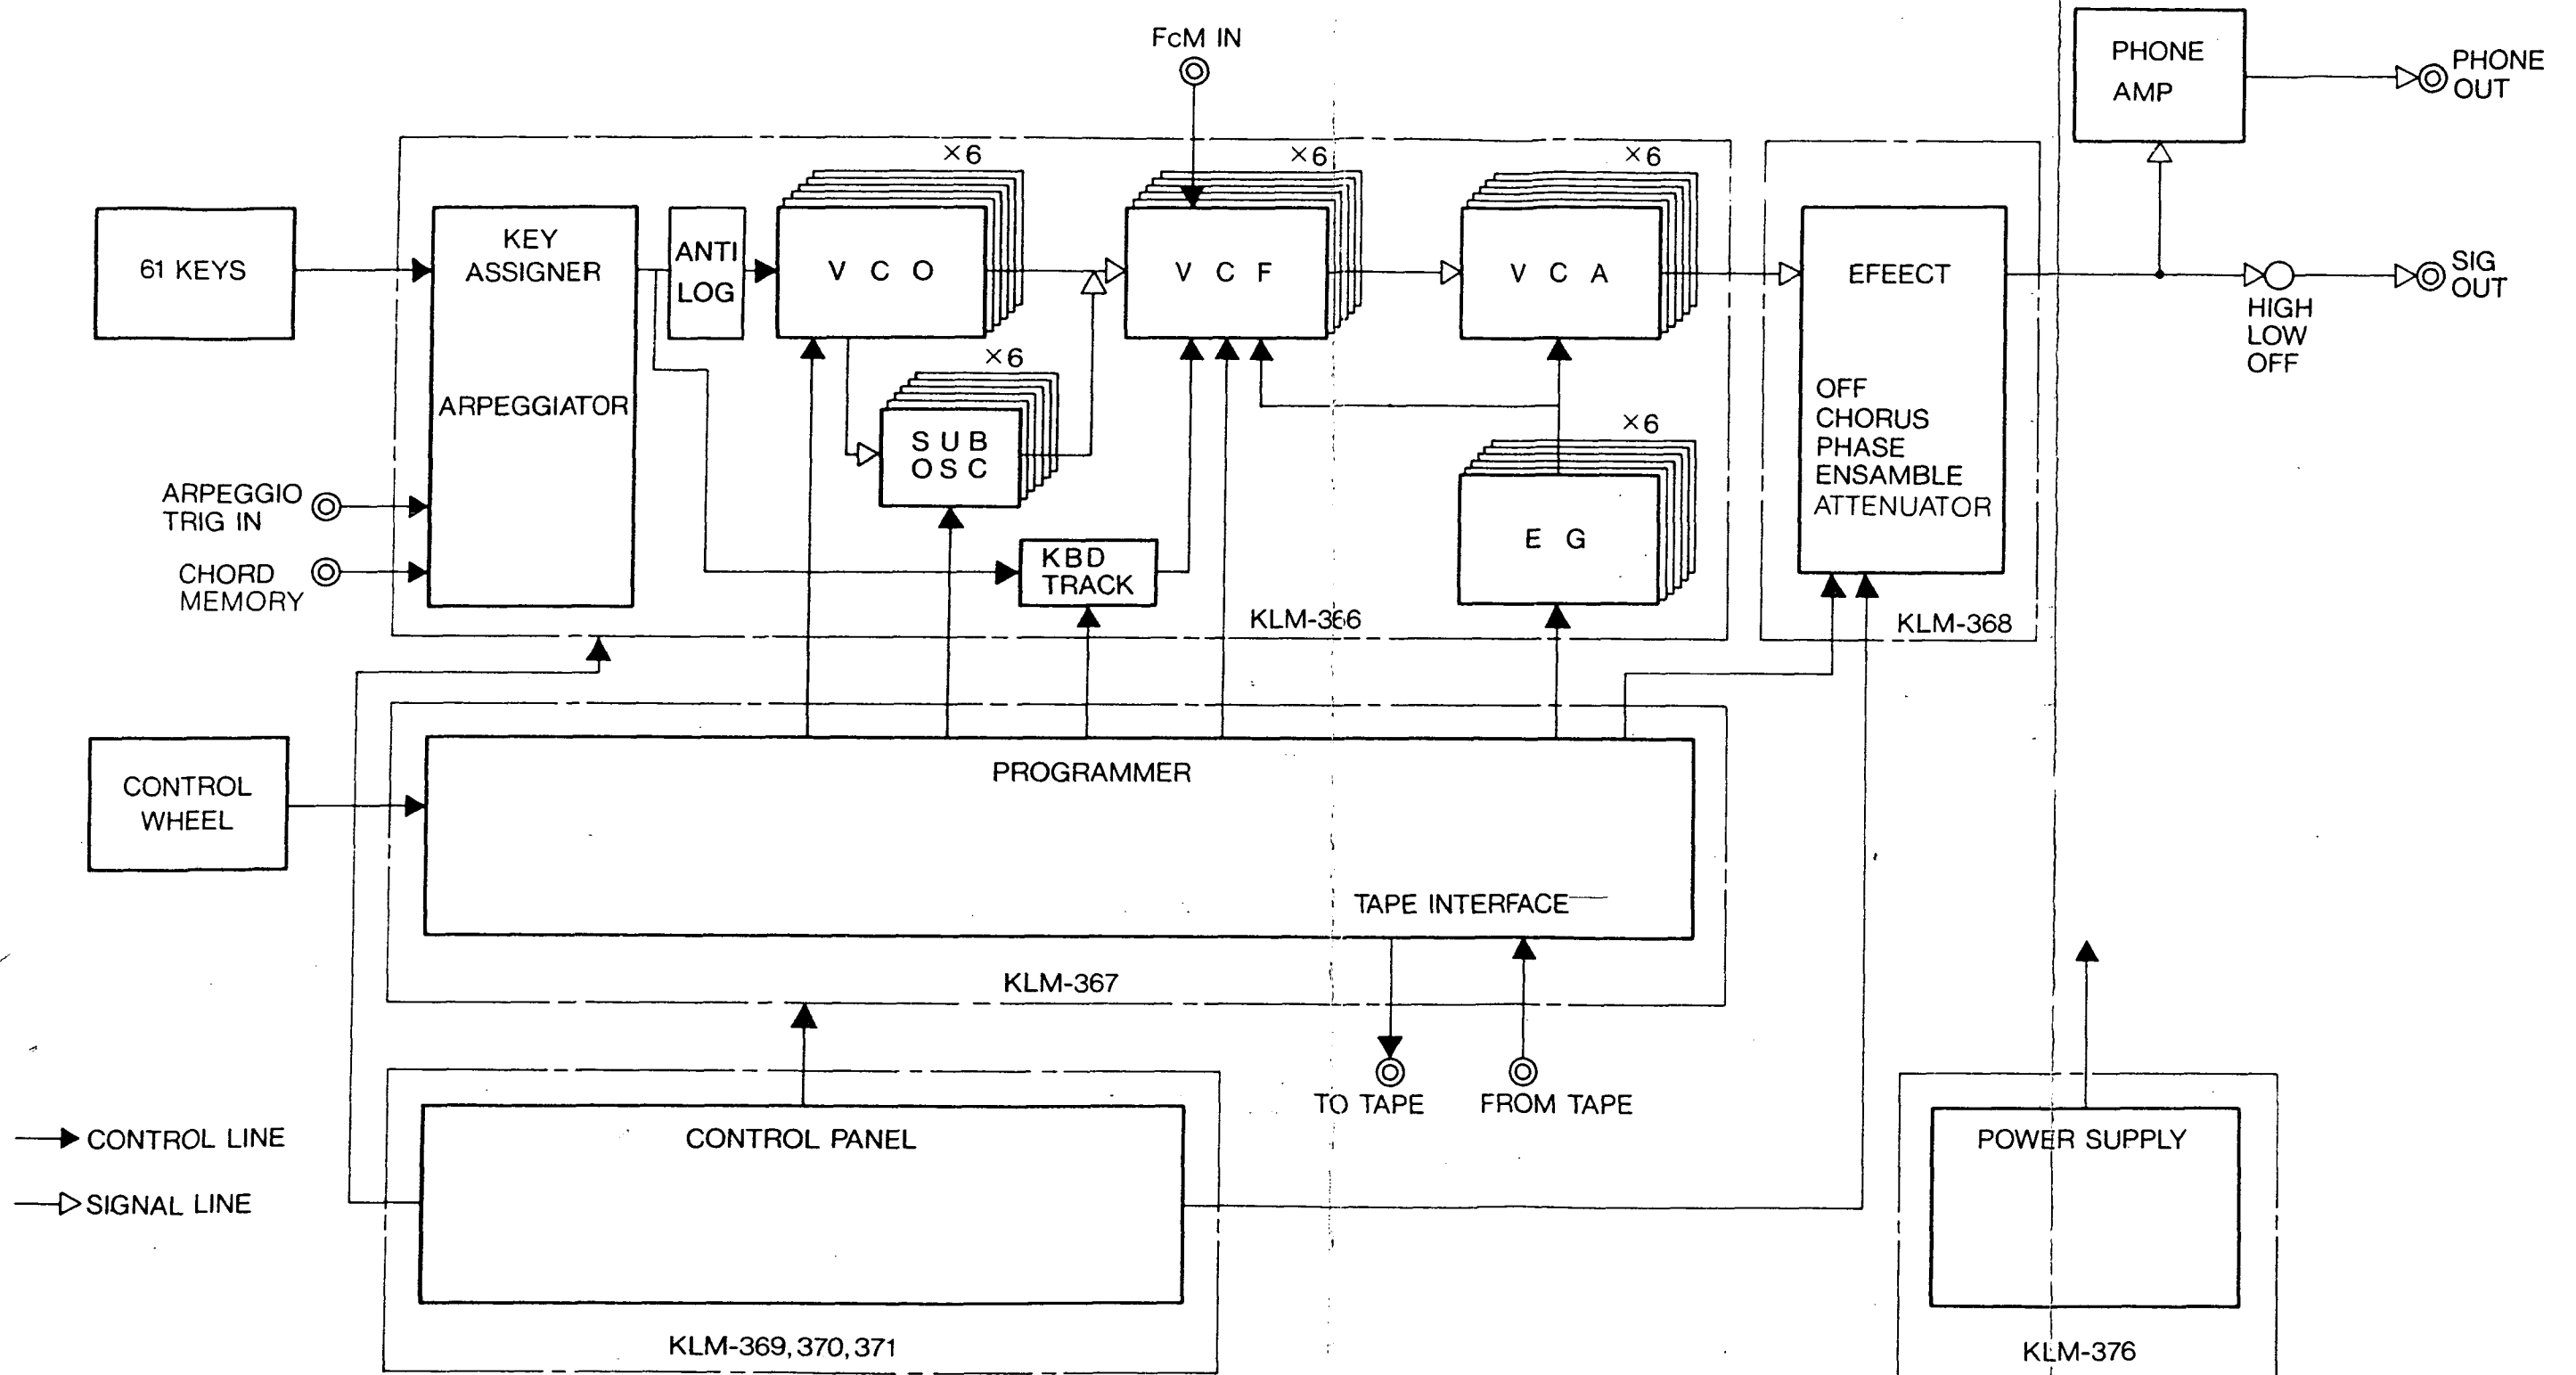 FcM IN
PHONE
AMP
PHONE
OUT
×6
×6
×6
61 KEYS
KEY
ASSIGNER
ARPEGGIATOR
ANTI
LOG
V C O
V C F
V C A
EFEECT
OFF
CHORUS
PHASE
ENSAMBLE
ATTENUATOR
SIG
OUT
HIGH
LOW
OFF
×6
SUB
OSC
×6
E G
ARPEGGIO
TRIG IN
CHORD
MEMORY
KBD
TRACK
KLM-366
KLM-368
CONTROL
WHEEL
PROGRAMMER
TAPE INTERFACE
KLM-367
TO TAPE
FROM TAPE
CONTROL LINE
SIGNAL LINE
CONTROL PANEL
KLM-369, 370, 371
POWER SUPPLY
KLM-376